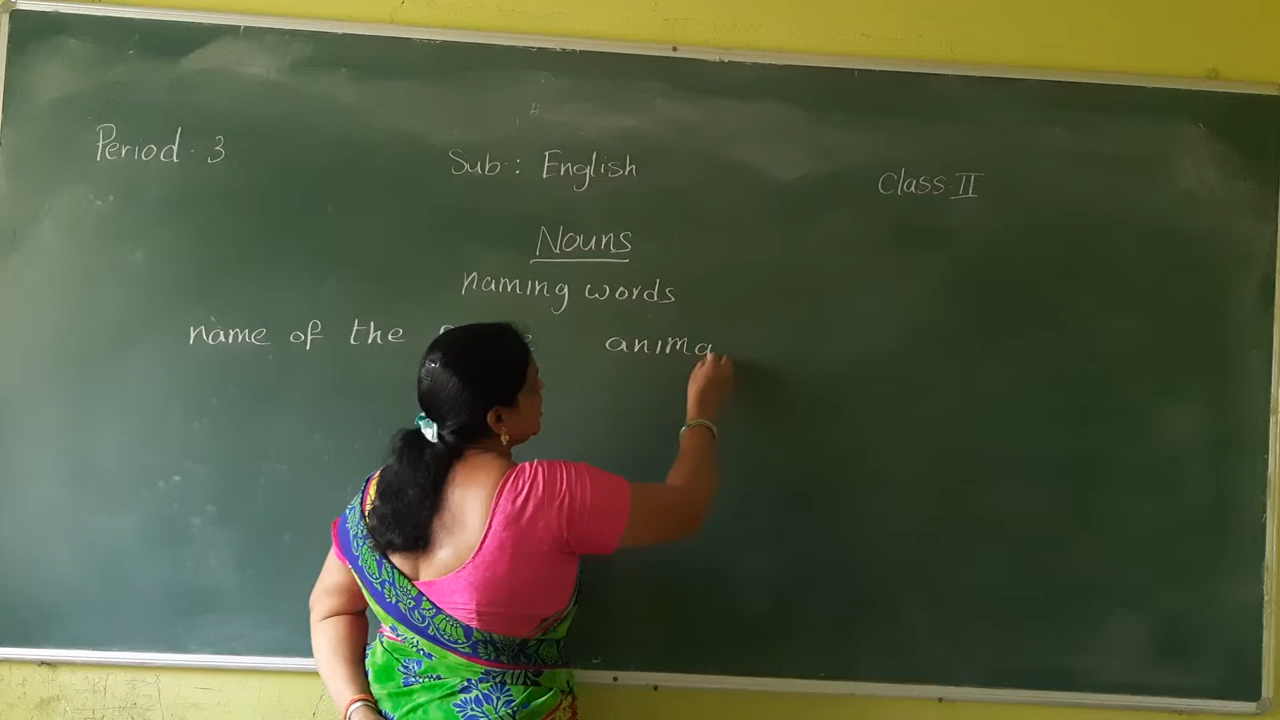 Period - 3
Sub : English
Class-II
Nouns
naming words
name of the anima